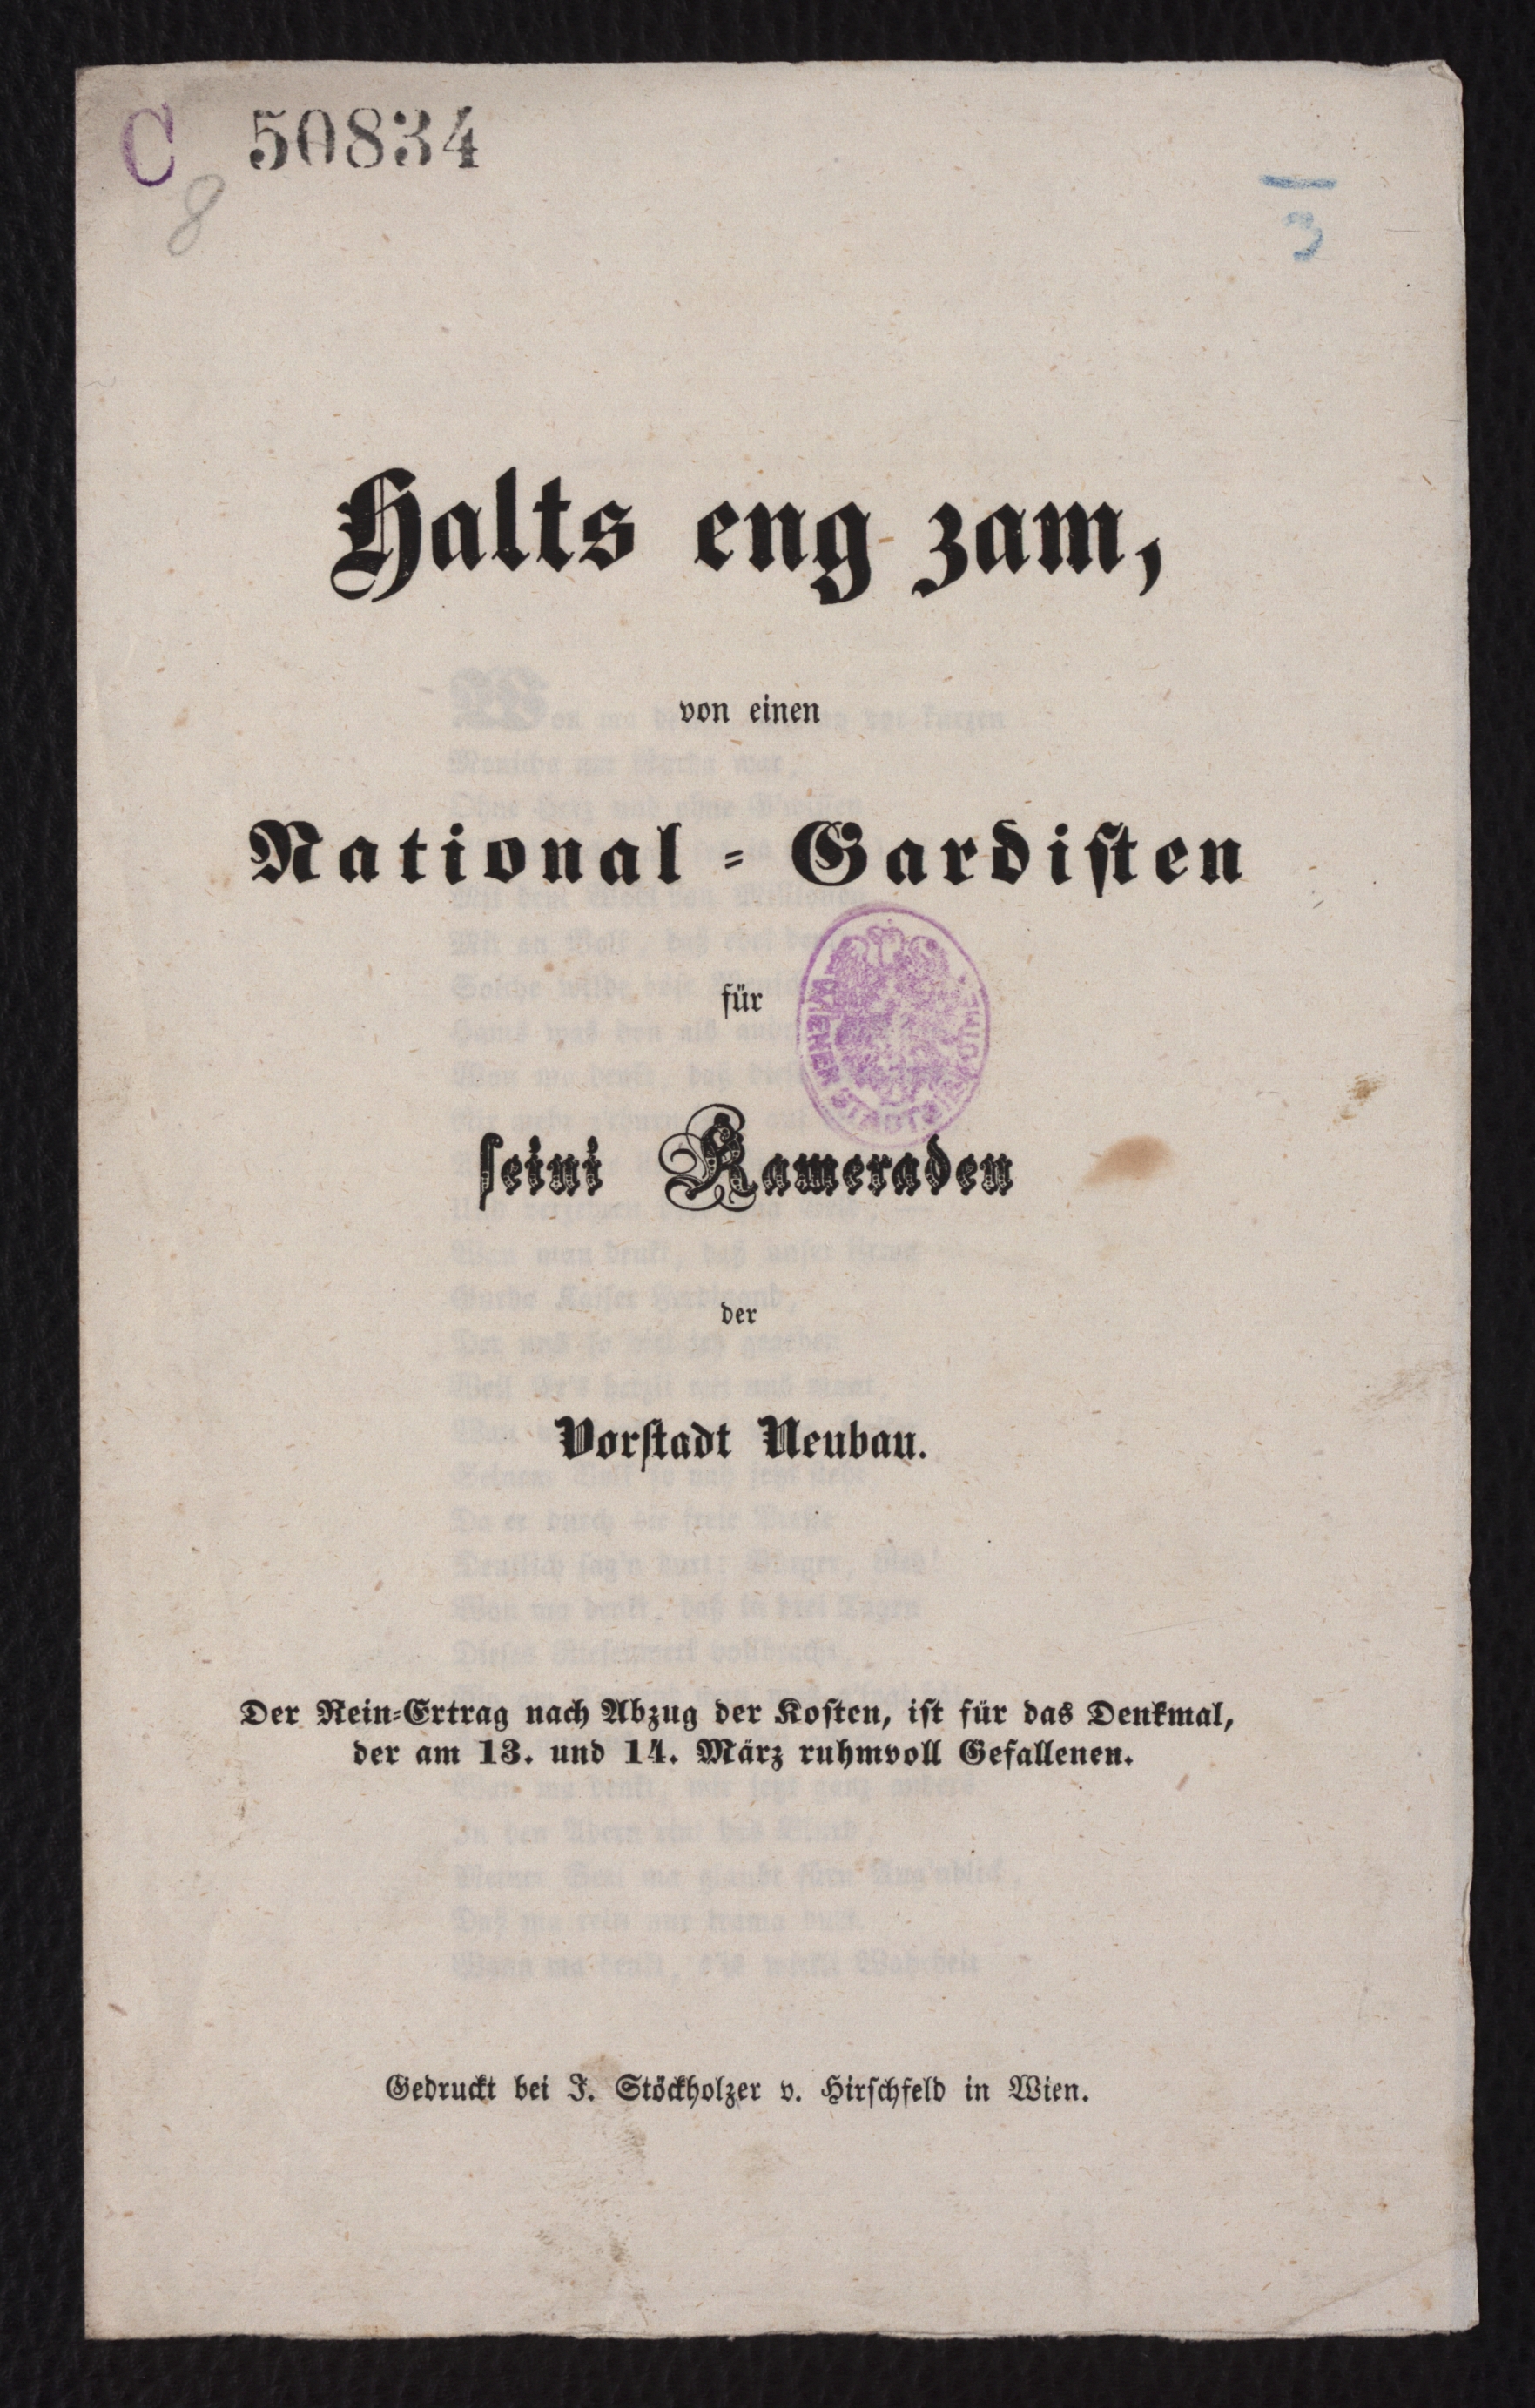 C 50834
8
3
Halts eng zam,
von einen
National-Gardisten
für
seini Kameraden
der
Vorstadt Neubau.
Der Rein-Ertrag nach Abzug der Kosten, ist für das Denkmal,
der am 13. und 14. März ruhmvoll Gefallenen.
Gedruckt bei J. Stöckholzer v. Hirschfeld in Wien.